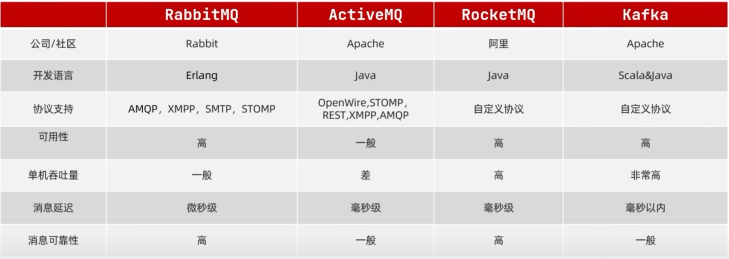 RabbitMQ ActiveMQ RocketMQ Kafka
公司/社区 Rabbit Apache 阿里 Apache
开发语言 Erlang Java Java Scala&Java
协议支持 AMQP，XMPP，SMTP，STOMP OpenWire,STOMP，
REST,XMPP,AMQP 自定义协议 自定义协议
可用性 高 一般 高 高
单机吞吐量 一般 差 高 非常高
消息延迟 微秒级 毫秒级 毫秒级 毫秒以内
消息可靠性 高 一般 高 一般